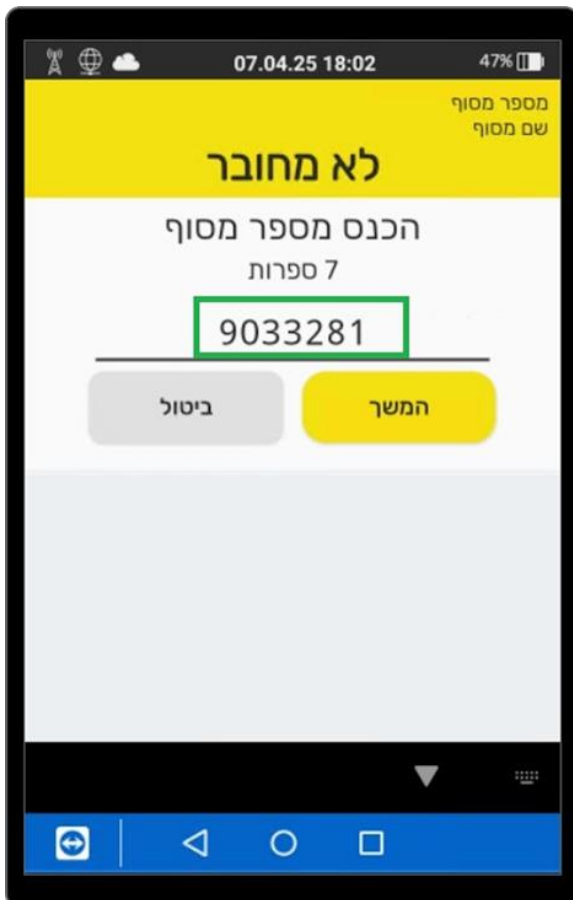 07.04.25 18:02 47%
מספר מסוף
שם מסוף
לא מחובר
הכנס מספר מסוף
7 ספרות
9033281
המשך
ביטול